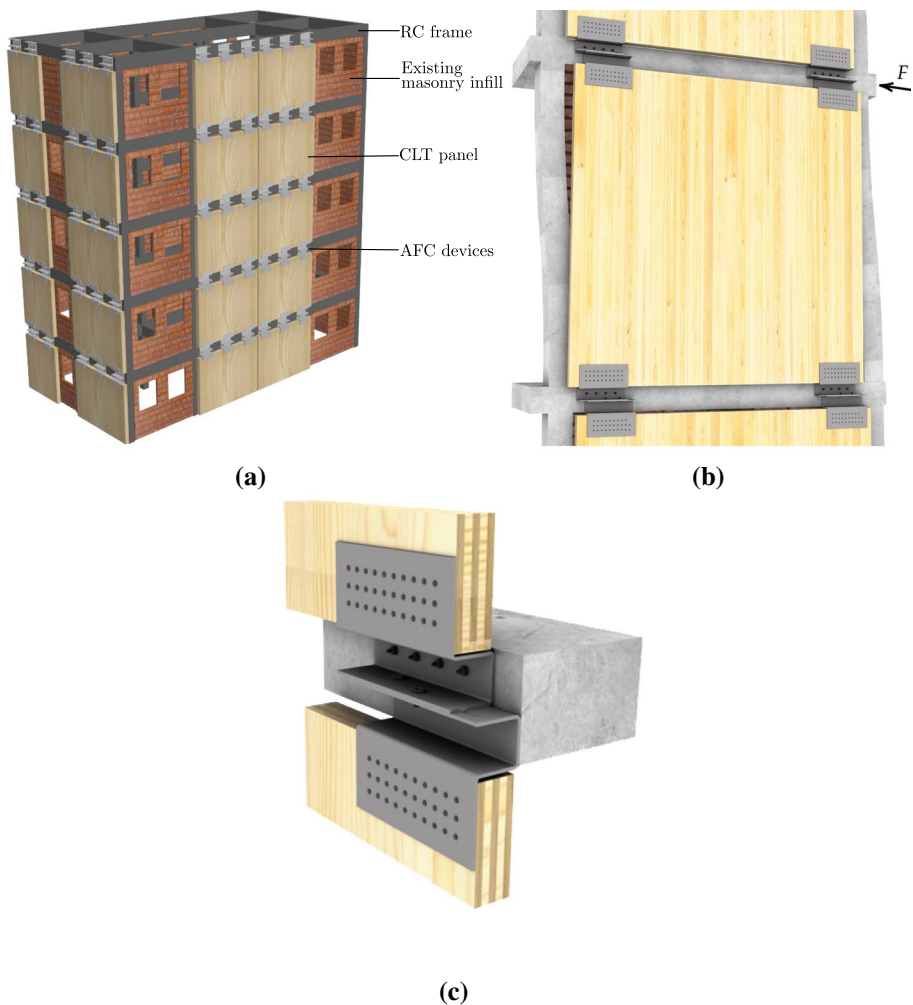 RC frame
Existing
masonry infill
CLT panel
AFC devices
F
(a)
(b)
(c)